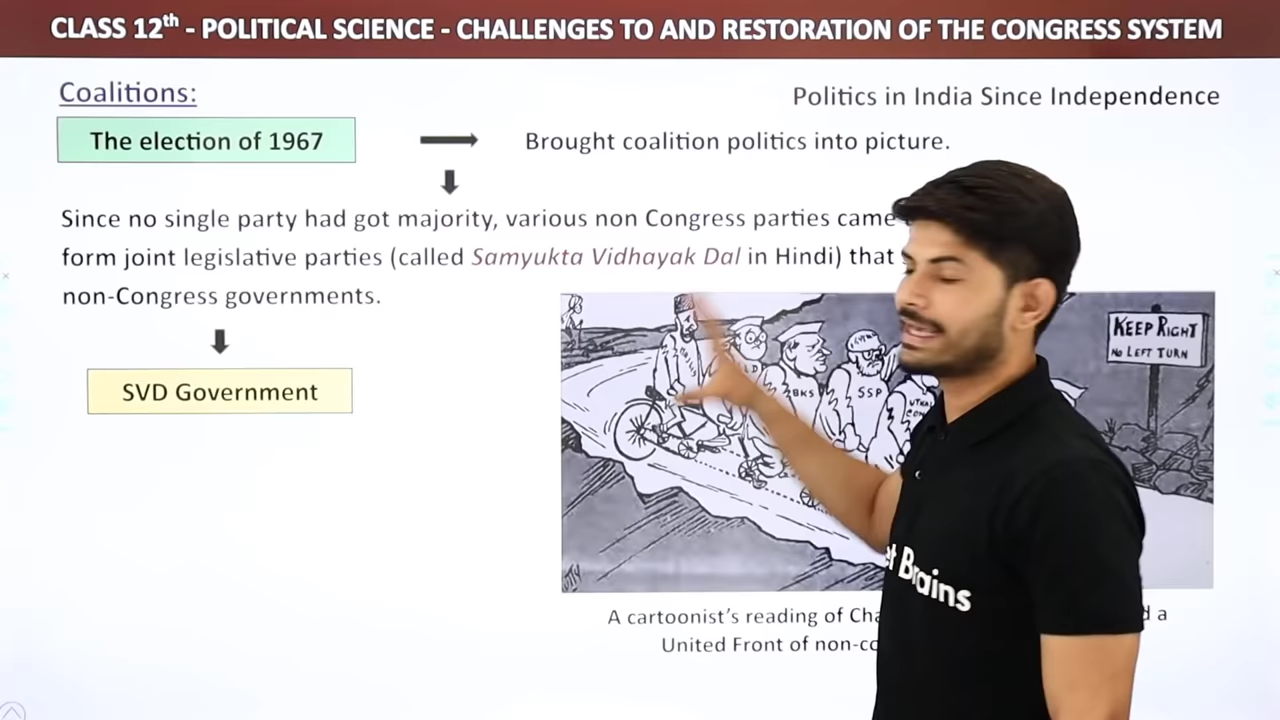 CLASS 12th - POLITICAL SCIENCE - CHALLENGES TO AND RESTORATION OF THE CONGRESS SYSTEM
Coalitions:
Politics in India Since Independence
The election of 1967
Brought coalition politics into picture.
Since no single party had got majority, various non Congress parties came
form joint legislative parties (called Samyukta Vidhayak Dal in Hindi) that
non-Congress governments.
SVD Government
KEEP RIGHT
NO LEFT TURN
BKS
SSP
UTKAL
A cartoonist's reading of
a
United Front of
Brains